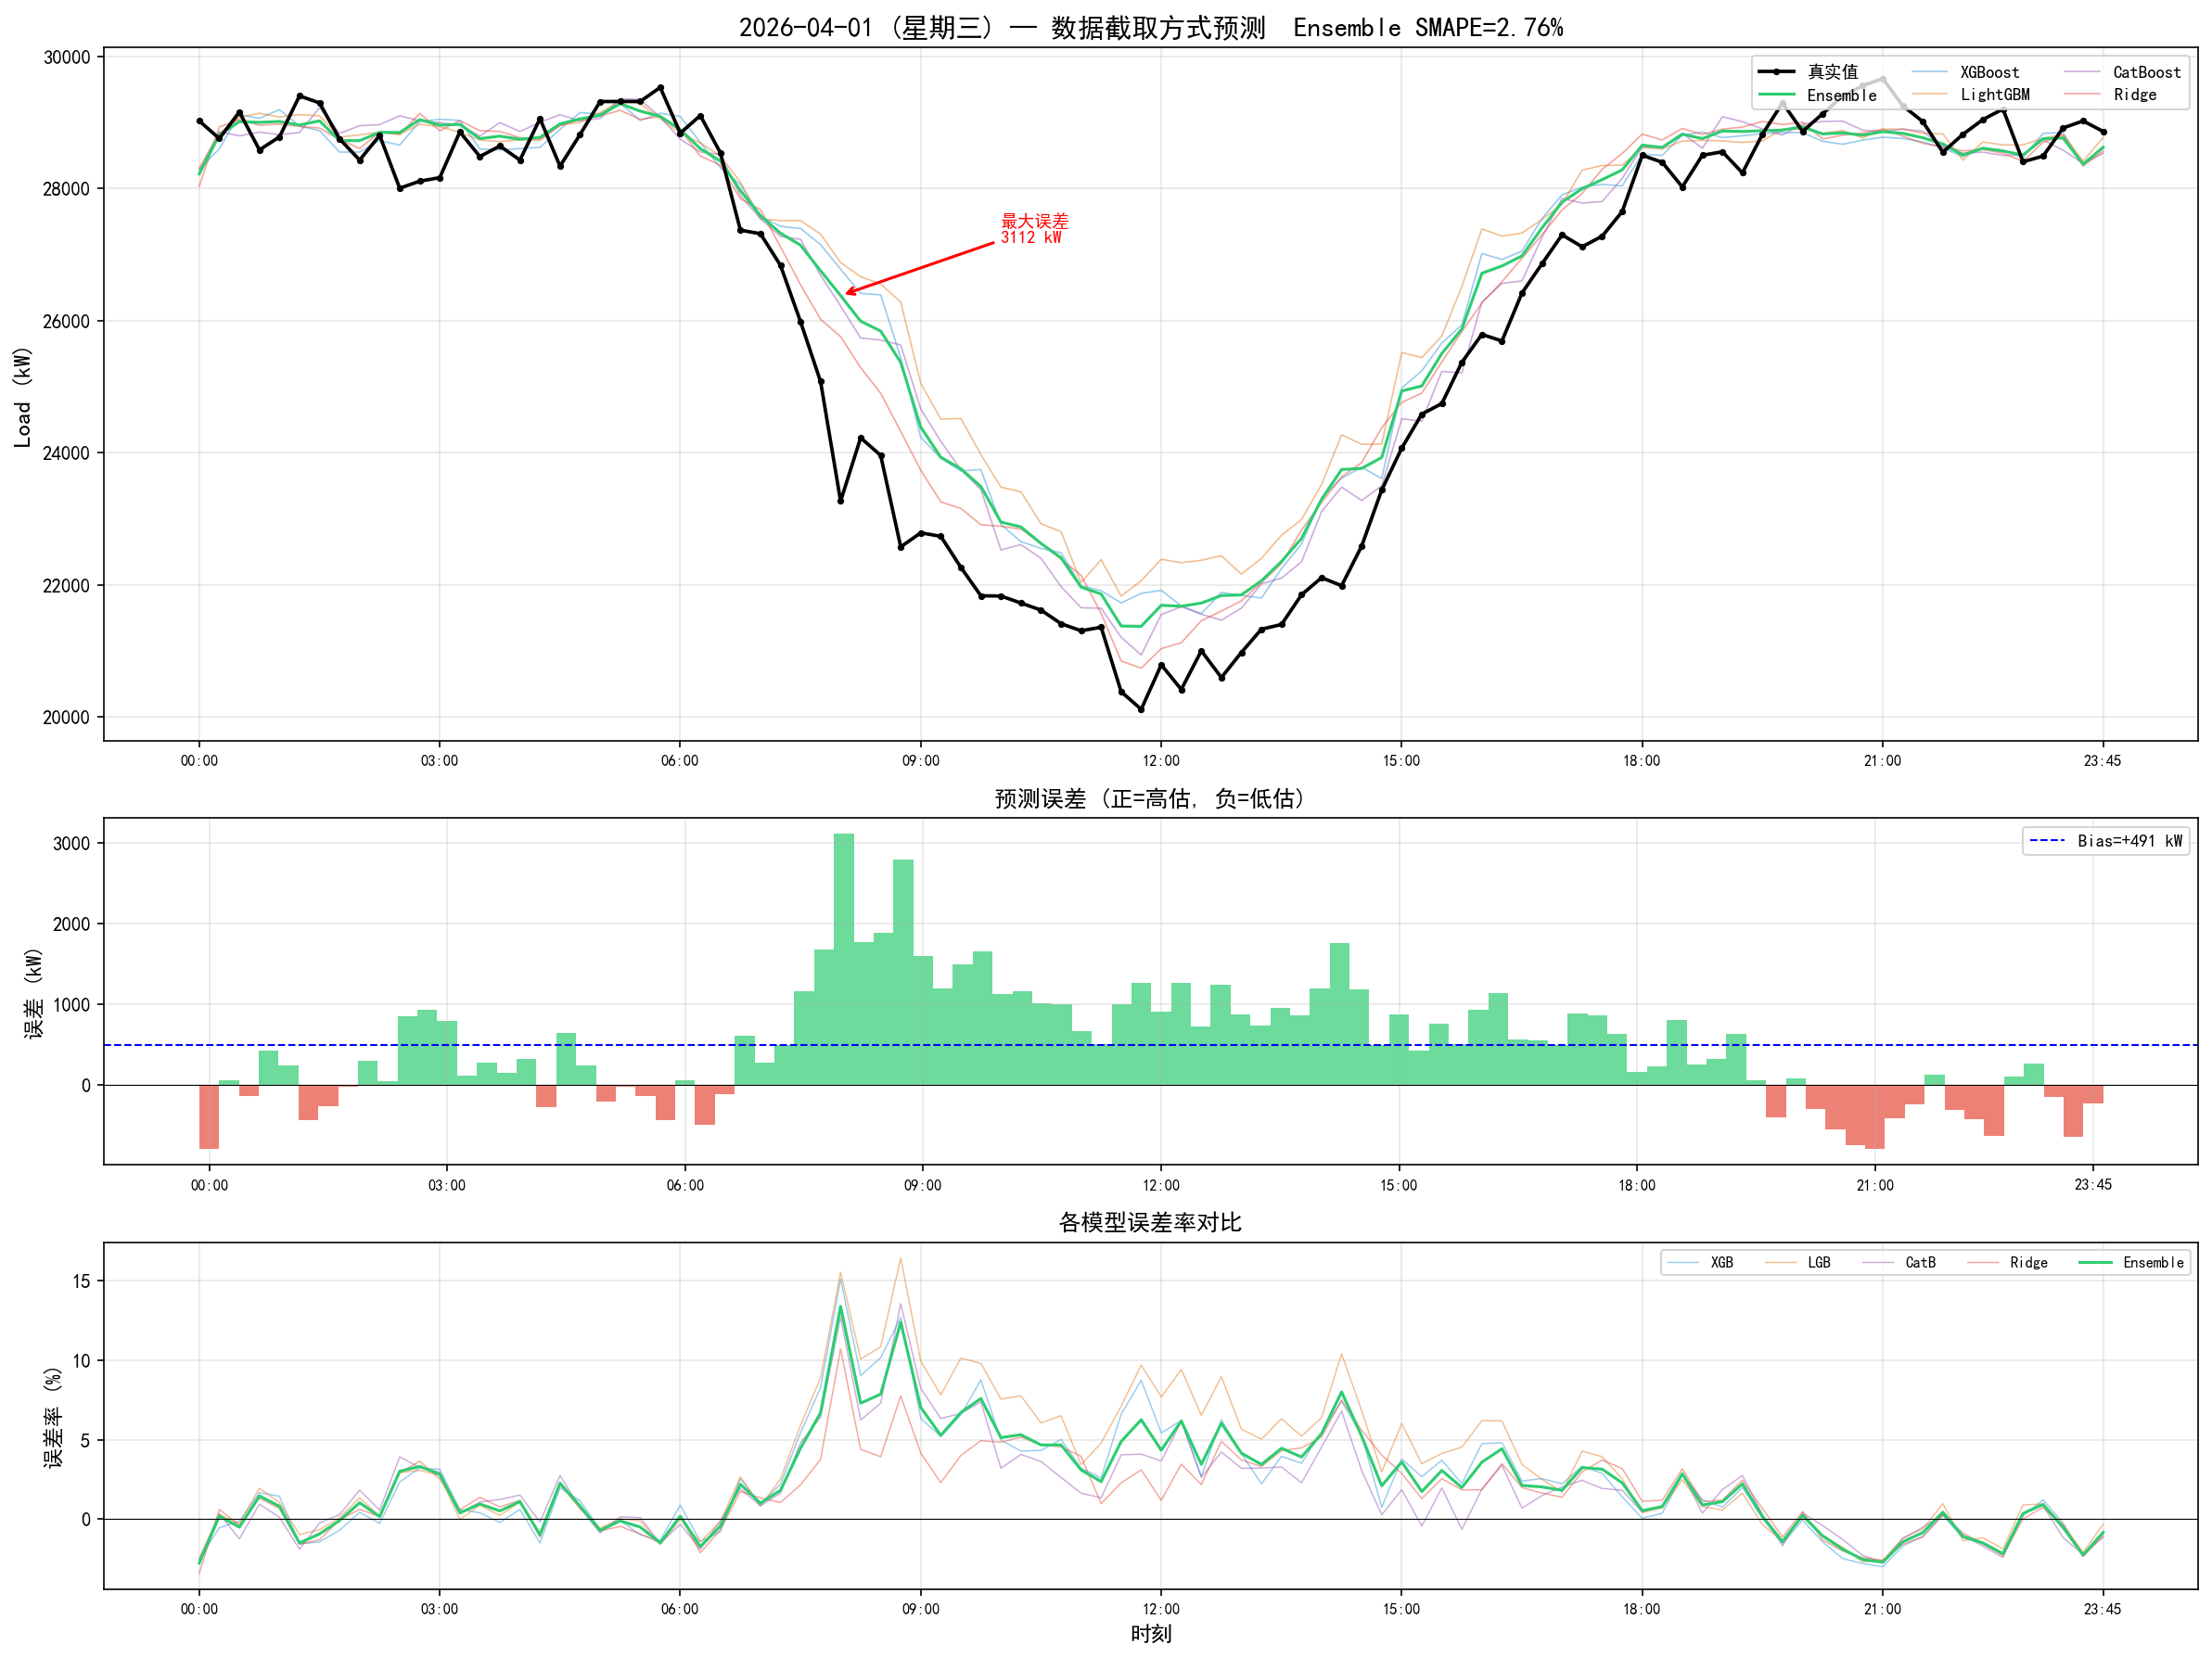 2026-04-01 (星期三) — 数据截取方式预测  Ensemble SMAPE=2.76%
真实值
Ensemble
XGBoost
LightGBM
CatBoost
Ridge
最大误差
3112 kW
Load (kW)
30000
28000
26000
24000
22000
20000
00:00 03:00 06:00 09:00 12:00 15:00 18:00 21:00 23:45
预测误差 (正=高估, 负=低估)
Bias=+491 kW
误差 (kW)
3000
2000
1000
0
00:00 03:00 06:00 09:00 12:00 15:00 18:00 21:00 23:45
各模型误差率对比
XGB LGB CatB Ridge Ensemble
误差率 (%)
15
10
5
0
00:00 03:00 06:00 09:00 12:00 15:00 18:00 21:00 23:45
时刻